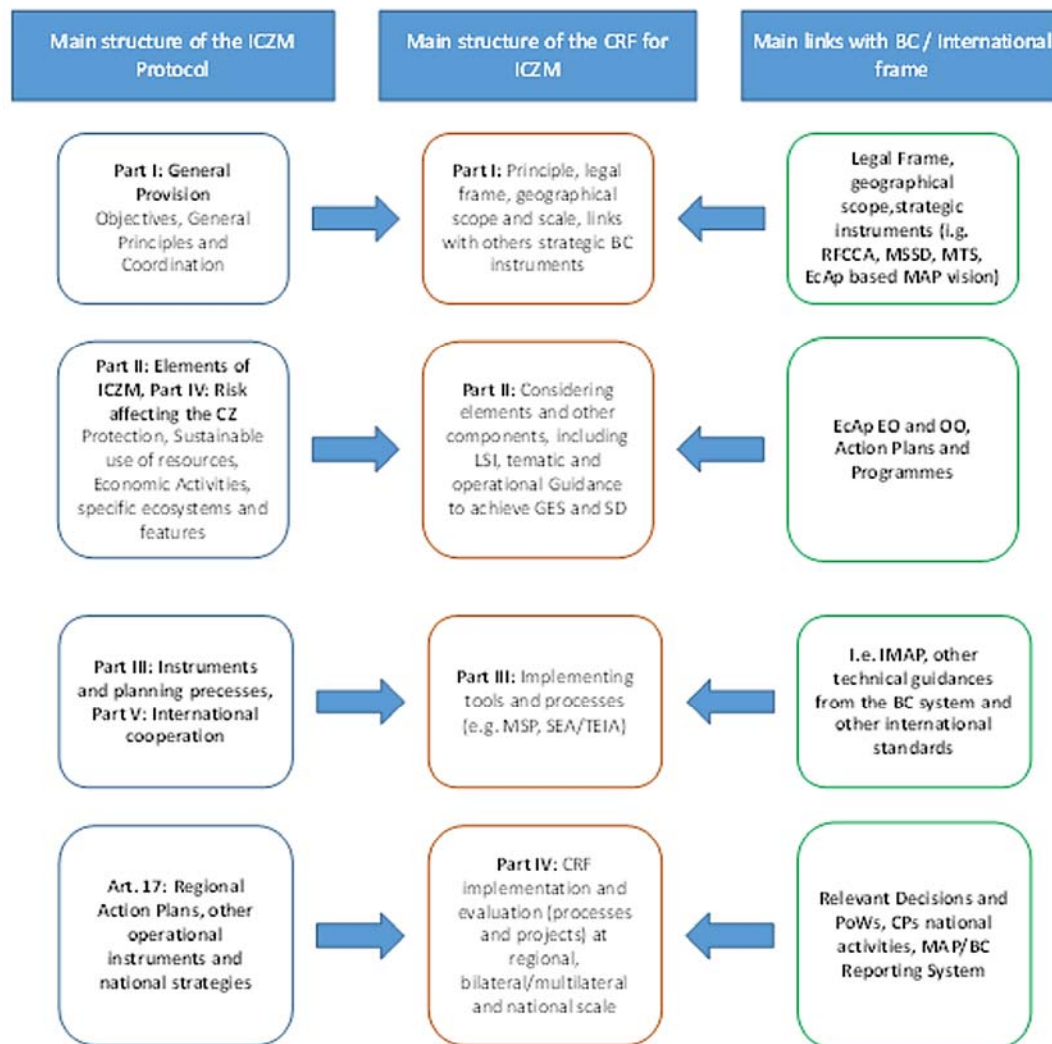 Main structure of the ICZM
Protocol
Main structure of the CRF for
ICZM
Main links with BC / International
frame
Part I: General
Provision
Objectives, General
Principles and
Coordination
Part I: Principle, legal
frame, geographical
scope and scale, links
with others strategic BC
instruments
Legal Frame,
geographical
scope,strategic
instruments (i.g.
RFCCA, MSSD, MTS,
EcAp based MAP vision)
Part II: Elements of
ICZM, Part IV: Risk
affecting the CZ
Protection, Sustainable
use of resources,
Economic Activities,
specific ecosystems and
features
Part II: Considering
elements and other
components, including
LSI, tematic and
operational Guidance
to achieve GES and SD
EcAp EO and OO,
Action Plans and
Programmes
Part III: Instruments
and planning precesses,
Part V: International
cooperation
Part III: Implementing
tools and processes
(e.g. MSP, SEA/TEIA)
I.e. IMAP, other
technical guidances
from the BC system and
other international
standards
Art. 17: Regional
Action Plans, other
operational
instruments and
national strategies
Part IV: CRF
implementation and
evaluation (processes
and projects) at
regional,
bilateral/multilateral
and national scale
Relevant Decisions and
PoWs, CPs national
activities, MAP/BC
Reporting System